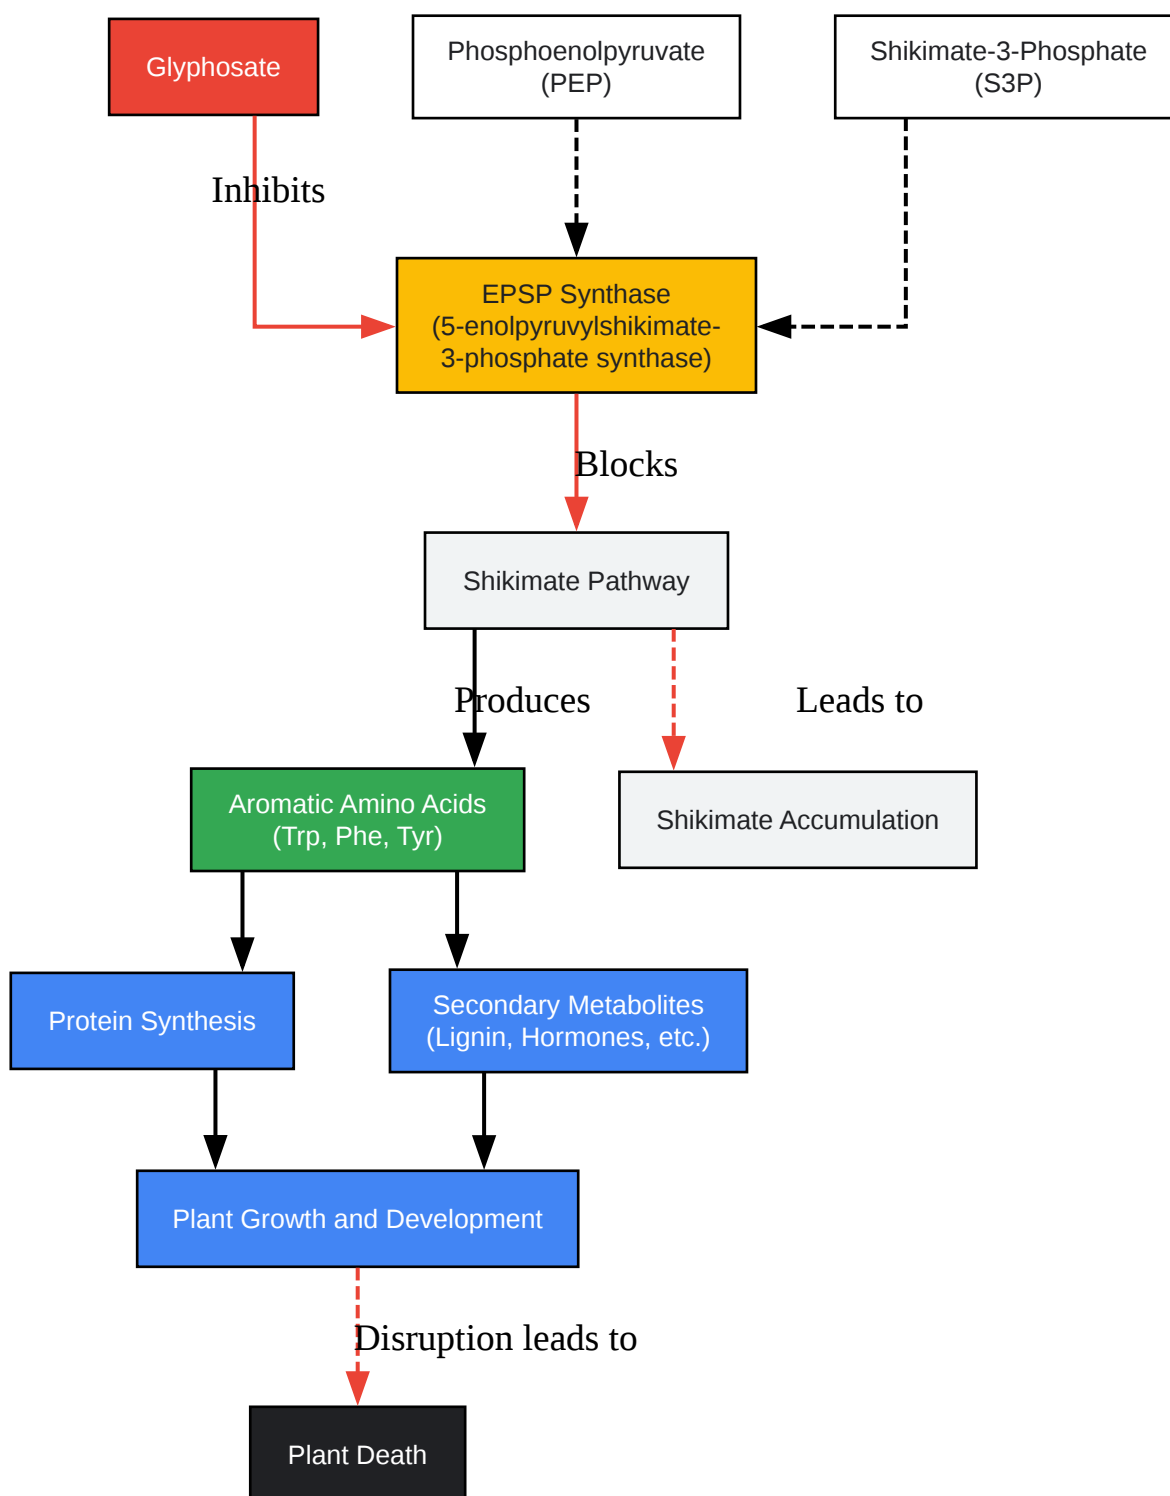 Glyphosate
Phosphoenolpyruvate
(PEP)
Shikimate-3-Phosphate
(S3P)
Inhibits
EPSP Synthase
(5-enolpyruvylshikimate-
3-phosphate synthase)
Blocks
Shikimate Pathway
Produces
Leads to
Aromatic Amino Acids
(Trp, Phe, Tyr)
Shikimate Accumulation
Protein Synthesis
Secondary Metabolites
(Lignin, Hormones, etc.)
Plant Growth and Development
Disruption leads to
Plant Death